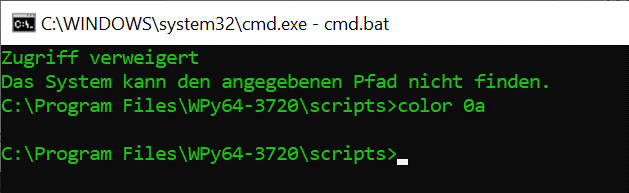 C:\WINDOWS\system32\cmd.exe - cmd.bat
Zugriff verweigert
Das System kann den angegebenen Pfad nicht finden.
C:\Program Files\WPy64-3720\scripts>color 0a
C:\Program Files\WPy64-3720\scripts>